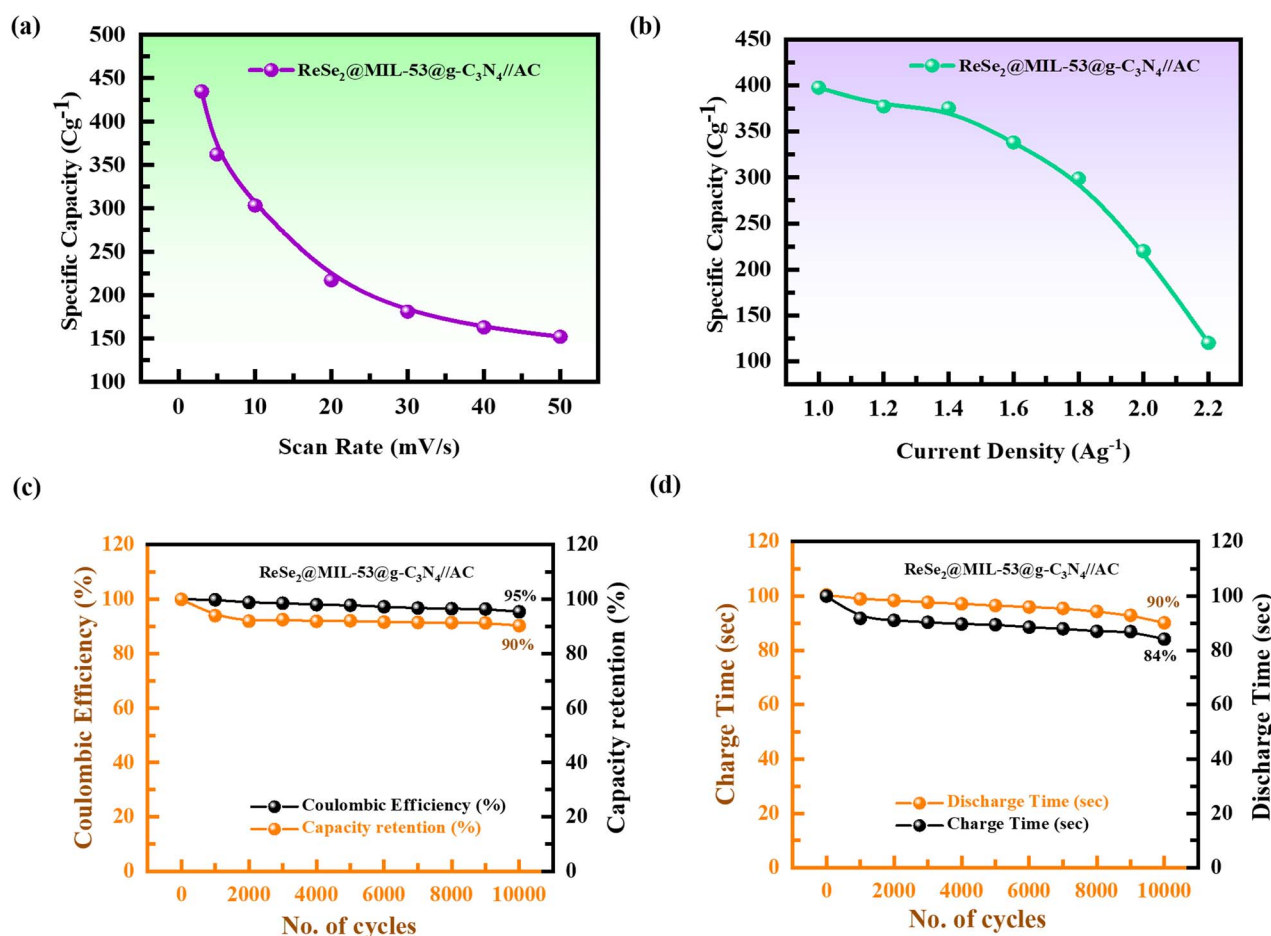 (a)
500
450
400
350
300
250
200
150
100
Specific Capacity (Cg⁻¹)
ReSe₂@MIL-53@g-C₃N₄//AC
0 10 20 30 40 50
Scan Rate (mV/s)
(b)
450
400
350
300
250
200
150
100
Specific Capacity (Cg⁻¹)
ReSe₂@MIL-53@g-C₃N₄//AC
1.0 1.2 1.4 1.6 1.8 2.0 2.2
Current Density (Ag⁻¹)
(c)
120
100
80
60
40
20
0
Coulombic Efficiency (%)
ReSe₂@MIL-53@g-C₃N₄//AC
95%
90%
Coulombic Efficiency (%)
Capacity retention (%)
120
100
80
60
40
20
0
Capacity retention (%)
0 2000 4000 6000 8000 10000
No. of cycles
(d)
120
100
80
60
40
20
0
Charge Time (sec)
ReSe₂@MIL-53@g-C₃N₄//AC
90%
84%
Discharge Time (sec)
Charge Time (sec)
120
100
80
60
40
20
0
Discharge Time (sec)
0 2000 4000 6000 8000 10000
No. of cycles